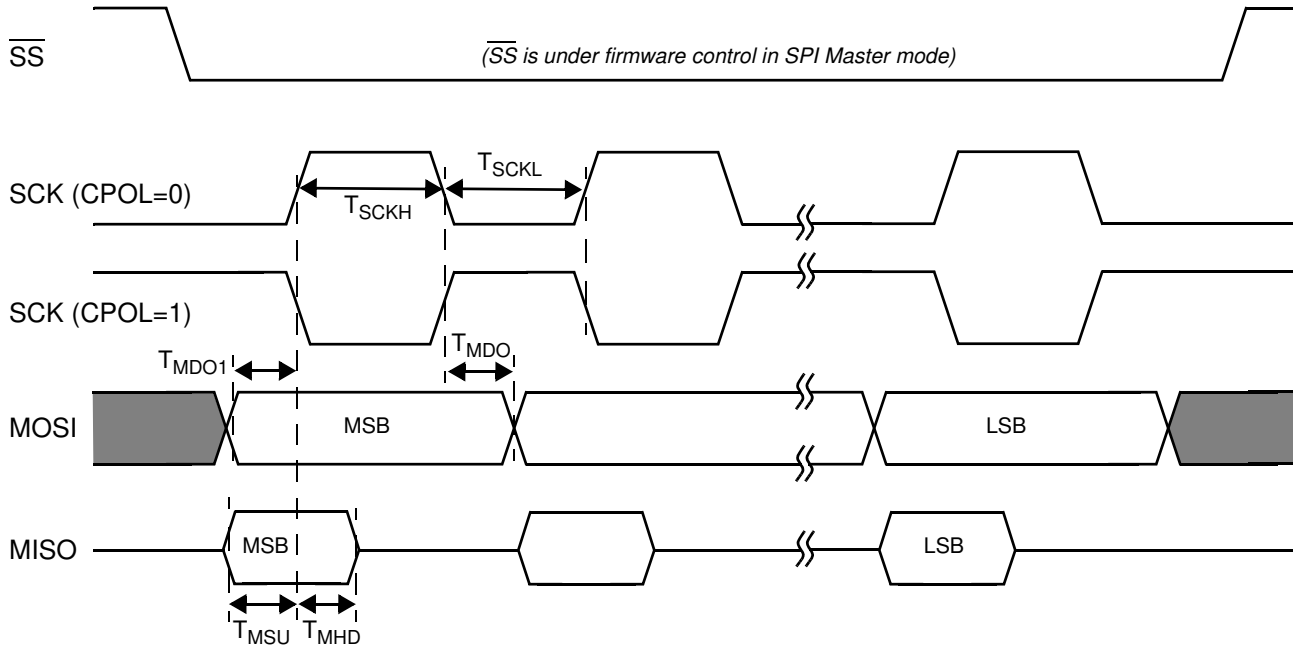 SS
(SS is under firmware control in SPI Master mode)
SCK (CPOL=0)
TSCKH
TSCKL
SCK (CPOL=1)
TMDO1
TMDO
MOSI
MSB
LSB
MISO
MSB
LSB
TMSU
TMHD